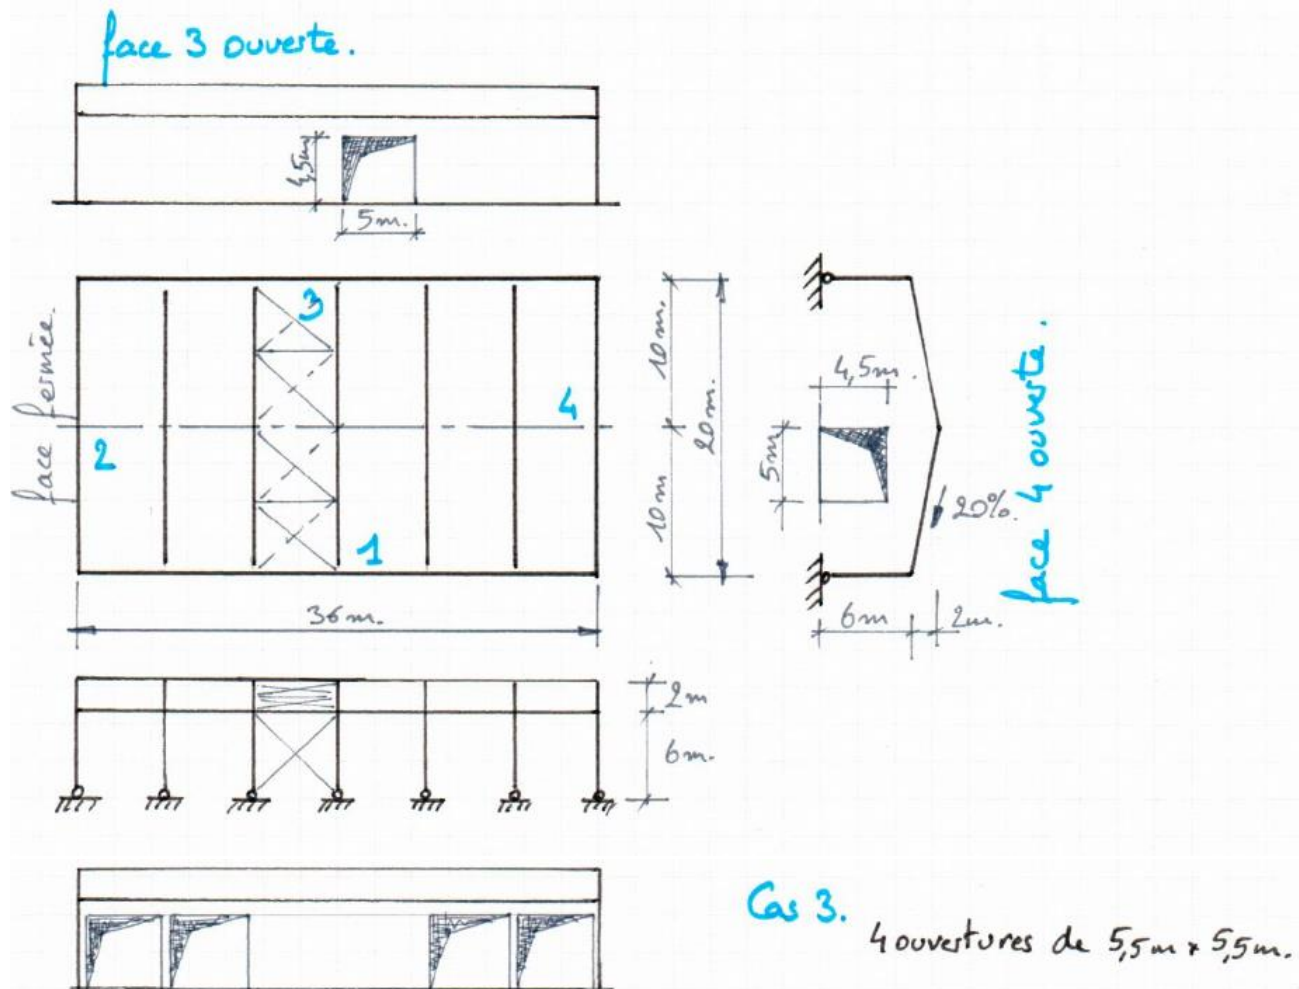 face 3 ouverte.
4,5m
5m.
face fermée.
3
4
2
1
36m.
10m.
10m.
20m.
4,5m.
5m
20%.
6m
2m.
face 4 ouverte.
2m
6m.
Cas 3.
4 ouvertures de 5,5m * 5,5m.